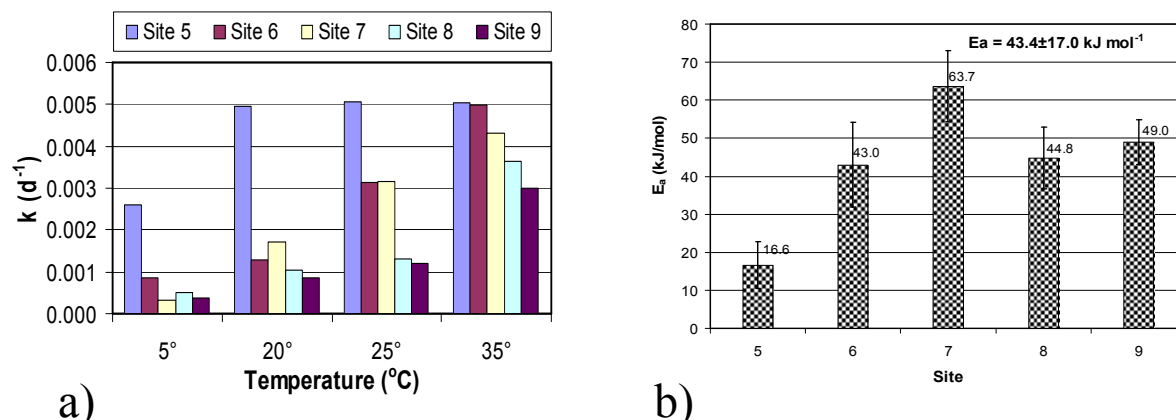 Site 5 Site 6 Site 7 Site 8 Site 9
0.006
0.005
0.004
0.003
0.002
0.001
0.000
k (d-1)
5° 20° 25° 35°
Temperature (°C)
a)
80
70
60
50
40
30
20
10
0
Ea (kJ/mol)
Ea = 43.4±17.0 kJ mol-1
16.6
43.0
63.7
44.8
49.0
5 6 7 8 9
Site
b)